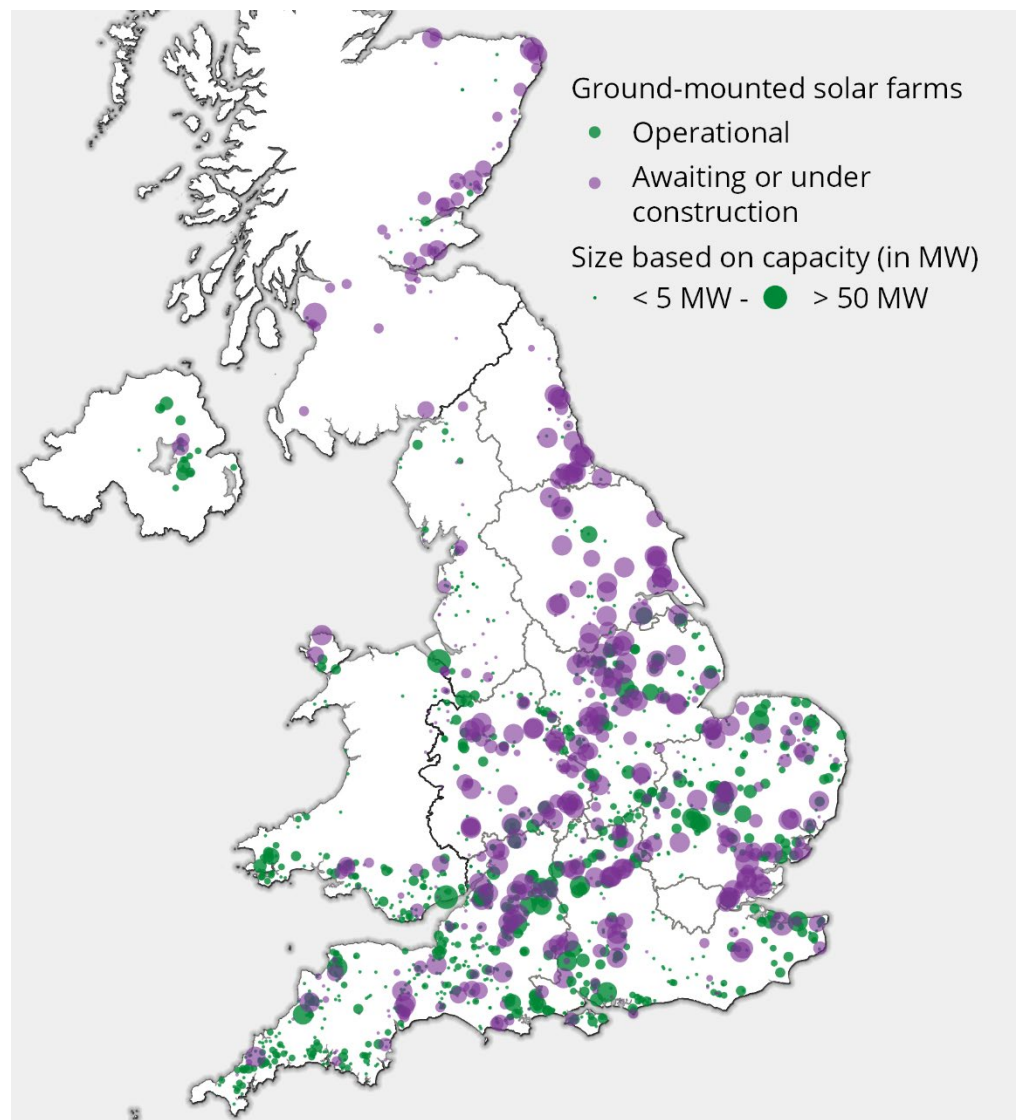 Ground-mounted solar farms
Operational
Awaiting or under
construction
Size based on capacity (in MW)
< 5 MW - > 50 MW